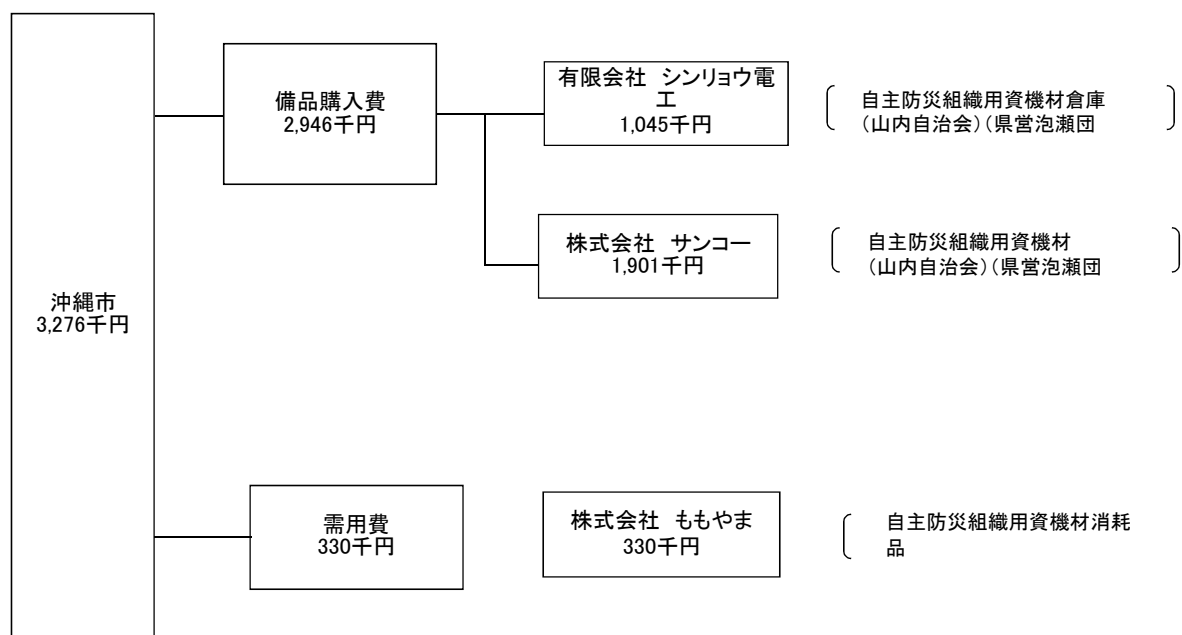 沖縄市
3,276千円
備品購入費
2,946千円
有限会社　シンリョウ電
工
1,045千円
自主防災組織用資機材倉庫
（山内自治会）（県営泡瀬団
株式会社　サンコー
1,901千円
自主防災組織用資機材
（山内自治会）（県営泡瀬団
需用費
330千円
株式会社　ももやま
330千円
自主防災組織用資機材消耗
品